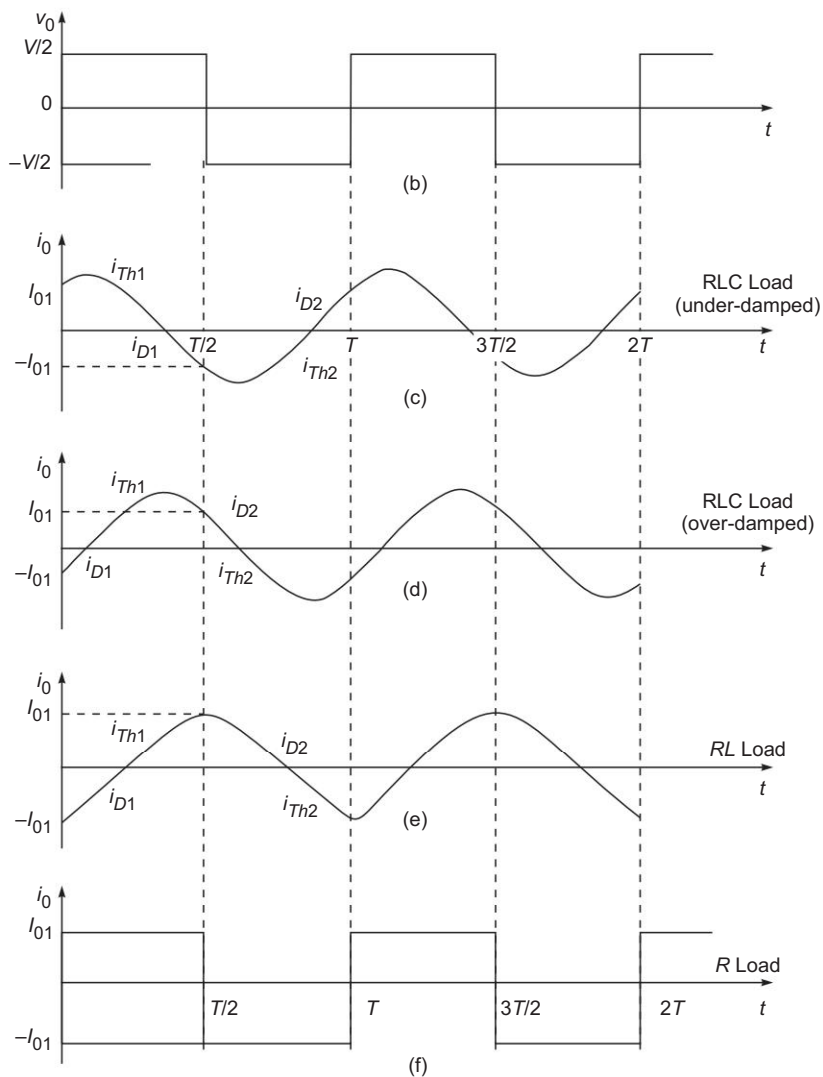 v0
V/2
0
t
–V/2
(b)
i0
iTh1
I01
iD2
RLC Load
(under-damped)
iD1
T/2
T
3T/2
2T
t
–I01
iTh2
(c)
i0
iTh1
I01
iD2
RLC Load
(over-damped)
–I01
iD1
iTh2
t
(d)
i0
I01
iTh1
iD2
RL Load
iD1
iTh2
t
–I01
(e)
i0
I01
R Load
T/2
T
3T/2
2T
t
–I01
(f)